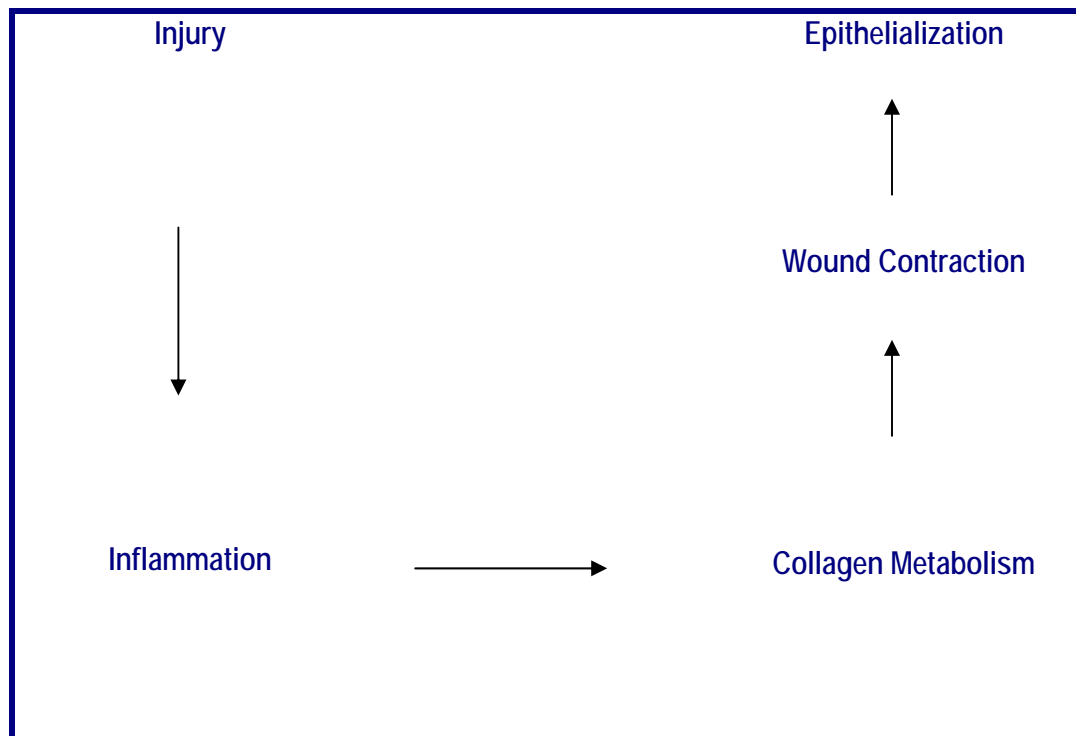 Injury
Epithelialization
Wound Contraction
Inflammation
Collagen Metabolism